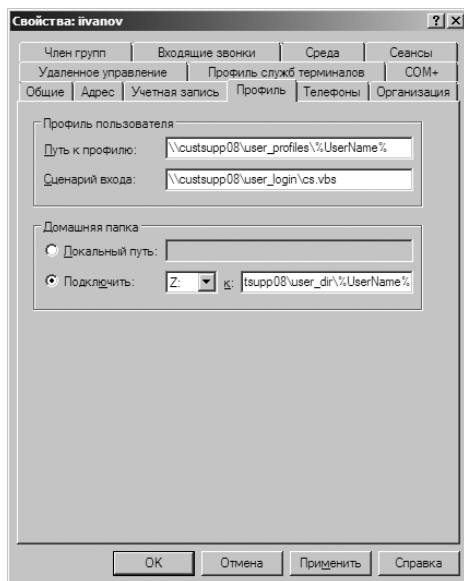 Свойства: iivanov
Член групп Входящие звонки Среда Сеансы
Удаленное управление Профиль служб терминалов COM+
Общие Адрес Учетная запись Профиль Телефоны Организация
Профиль пользователя
Путь к профилю: \\custsupp08\user_profiles\%UserName%
Сценарий входа: \\custsupp08\user_login\cs.vbs
Домашняя папка
Локальный путь:
Подключить: Z: к: tsupp08\user_dir\%UserName%
OK Отмена Применить Справка